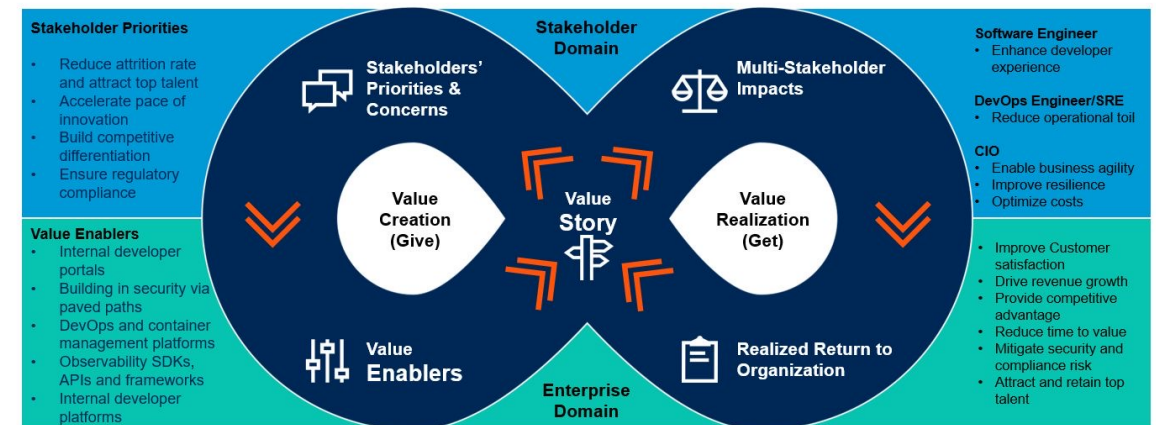 Stakeholder Priorities
• Reduce attrition rate
and attract top talent
• Accelerate pace of
innovation
• Build competitive
differentiation
• Ensure regulatory
compliance
Value Enablers
• Internal developer
portals
• Building in security via
paved paths
• DevOps and container
management platforms
• Observability SDKs,
APIs and frameworks
• Internal developer
platforms
Stakeholder
Domain
Stakeholders'
Priorities &
Concerns
Multi-Stakeholder
Impacts
Value
Creation
(Give)
Value
Story
Value
Realization
(Get)
Value
Enablers
Realized Return to
Organization
Enterprise
Domain
Software Engineer
• Enhance developer
experience
DevOps Engineer/SRE
• Reduce operational toil
CIO
• Enable business agility
• Improve resilience
• Optimize costs
• Improve Customer
satisfaction
• Drive revenue growth
• Provide competitive
advantage
• Reduce time to value
• Mitigate security and
compliance risk
• Attract and retain top
talent